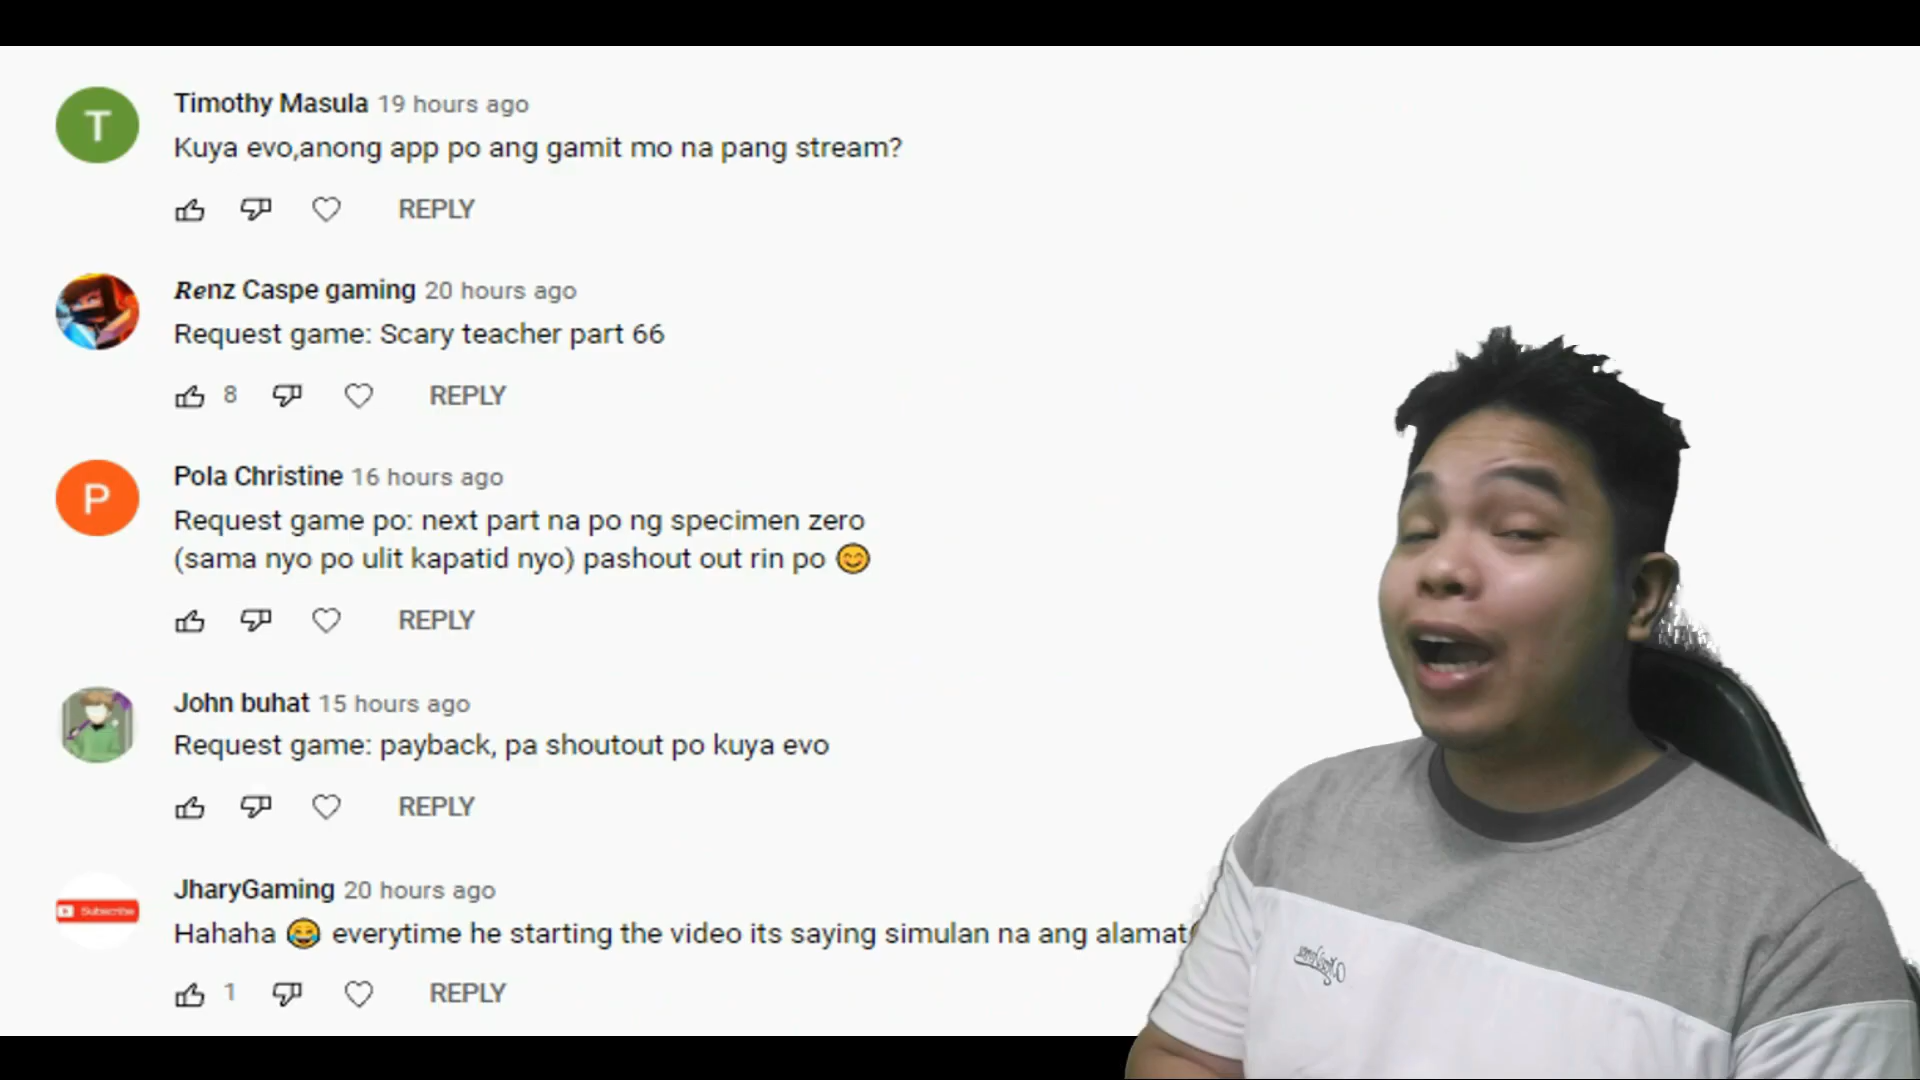 T
Timothy Masula 19 hours ago
Kuya evo,anong app po ang gamit mo na pang stream?
REPLY
Renz Caspe gaming 20 hours ago
Request game: Scary teacher part 66
8 REPLY
P
Pola Christine 16 hours ago
Request game po: next part na po ng specimen zero
(sama nyo po ulit kapatid nyo) pashout out rin po 😊
REPLY
John buhat 15 hours ago
Request game: payback, pa shoutout po kuya evo
REPLY
Subscribe
JharyGaming 20 hours ago
Hahaha 😂 everytime he starting the video its saying simulan na ang alamat
1 REPLY